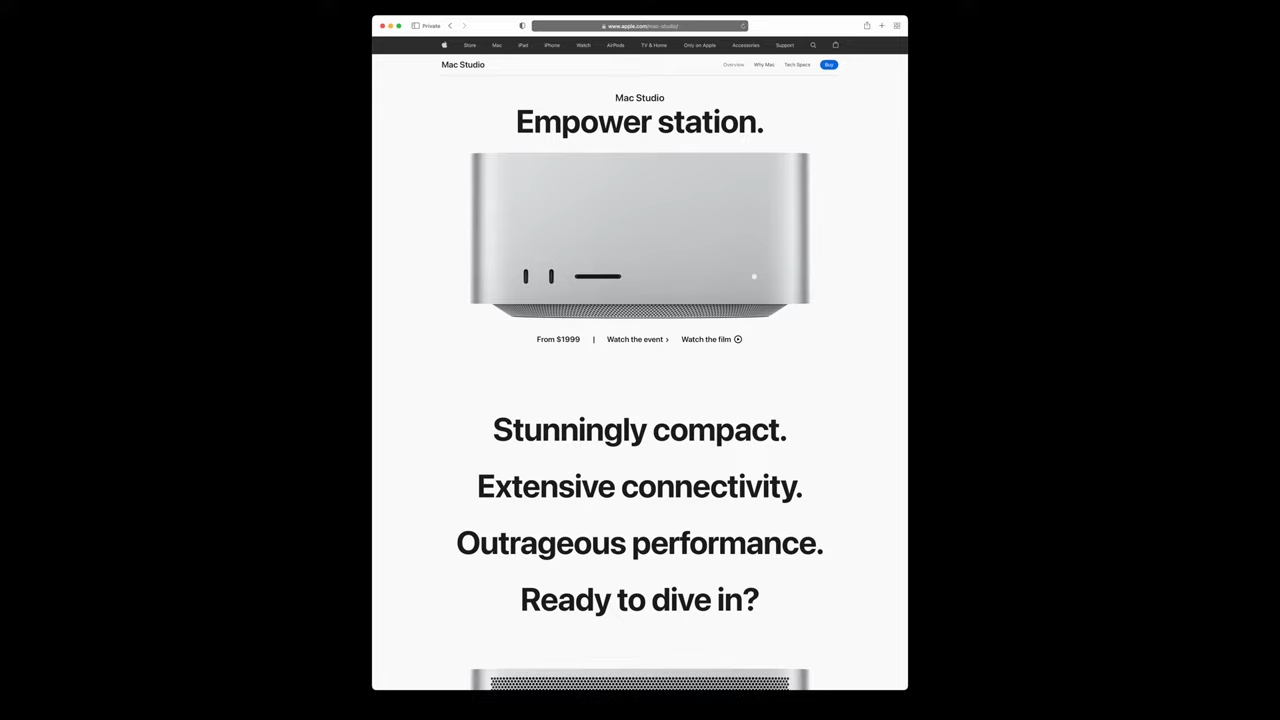 Private
www.apple.com/mac-studio/
Store Mac iPad iPhone Watch AirPods TV & Home Only on Apple Accessories Support
Mac Studio Overview Why Mac Tech Specs Buy
Mac Studio
Empower station.
From $1999 | Watch the event › Watch the film
Stunningly compact.
Extensive connectivity.
Outrageous performance.
Ready to dive in?